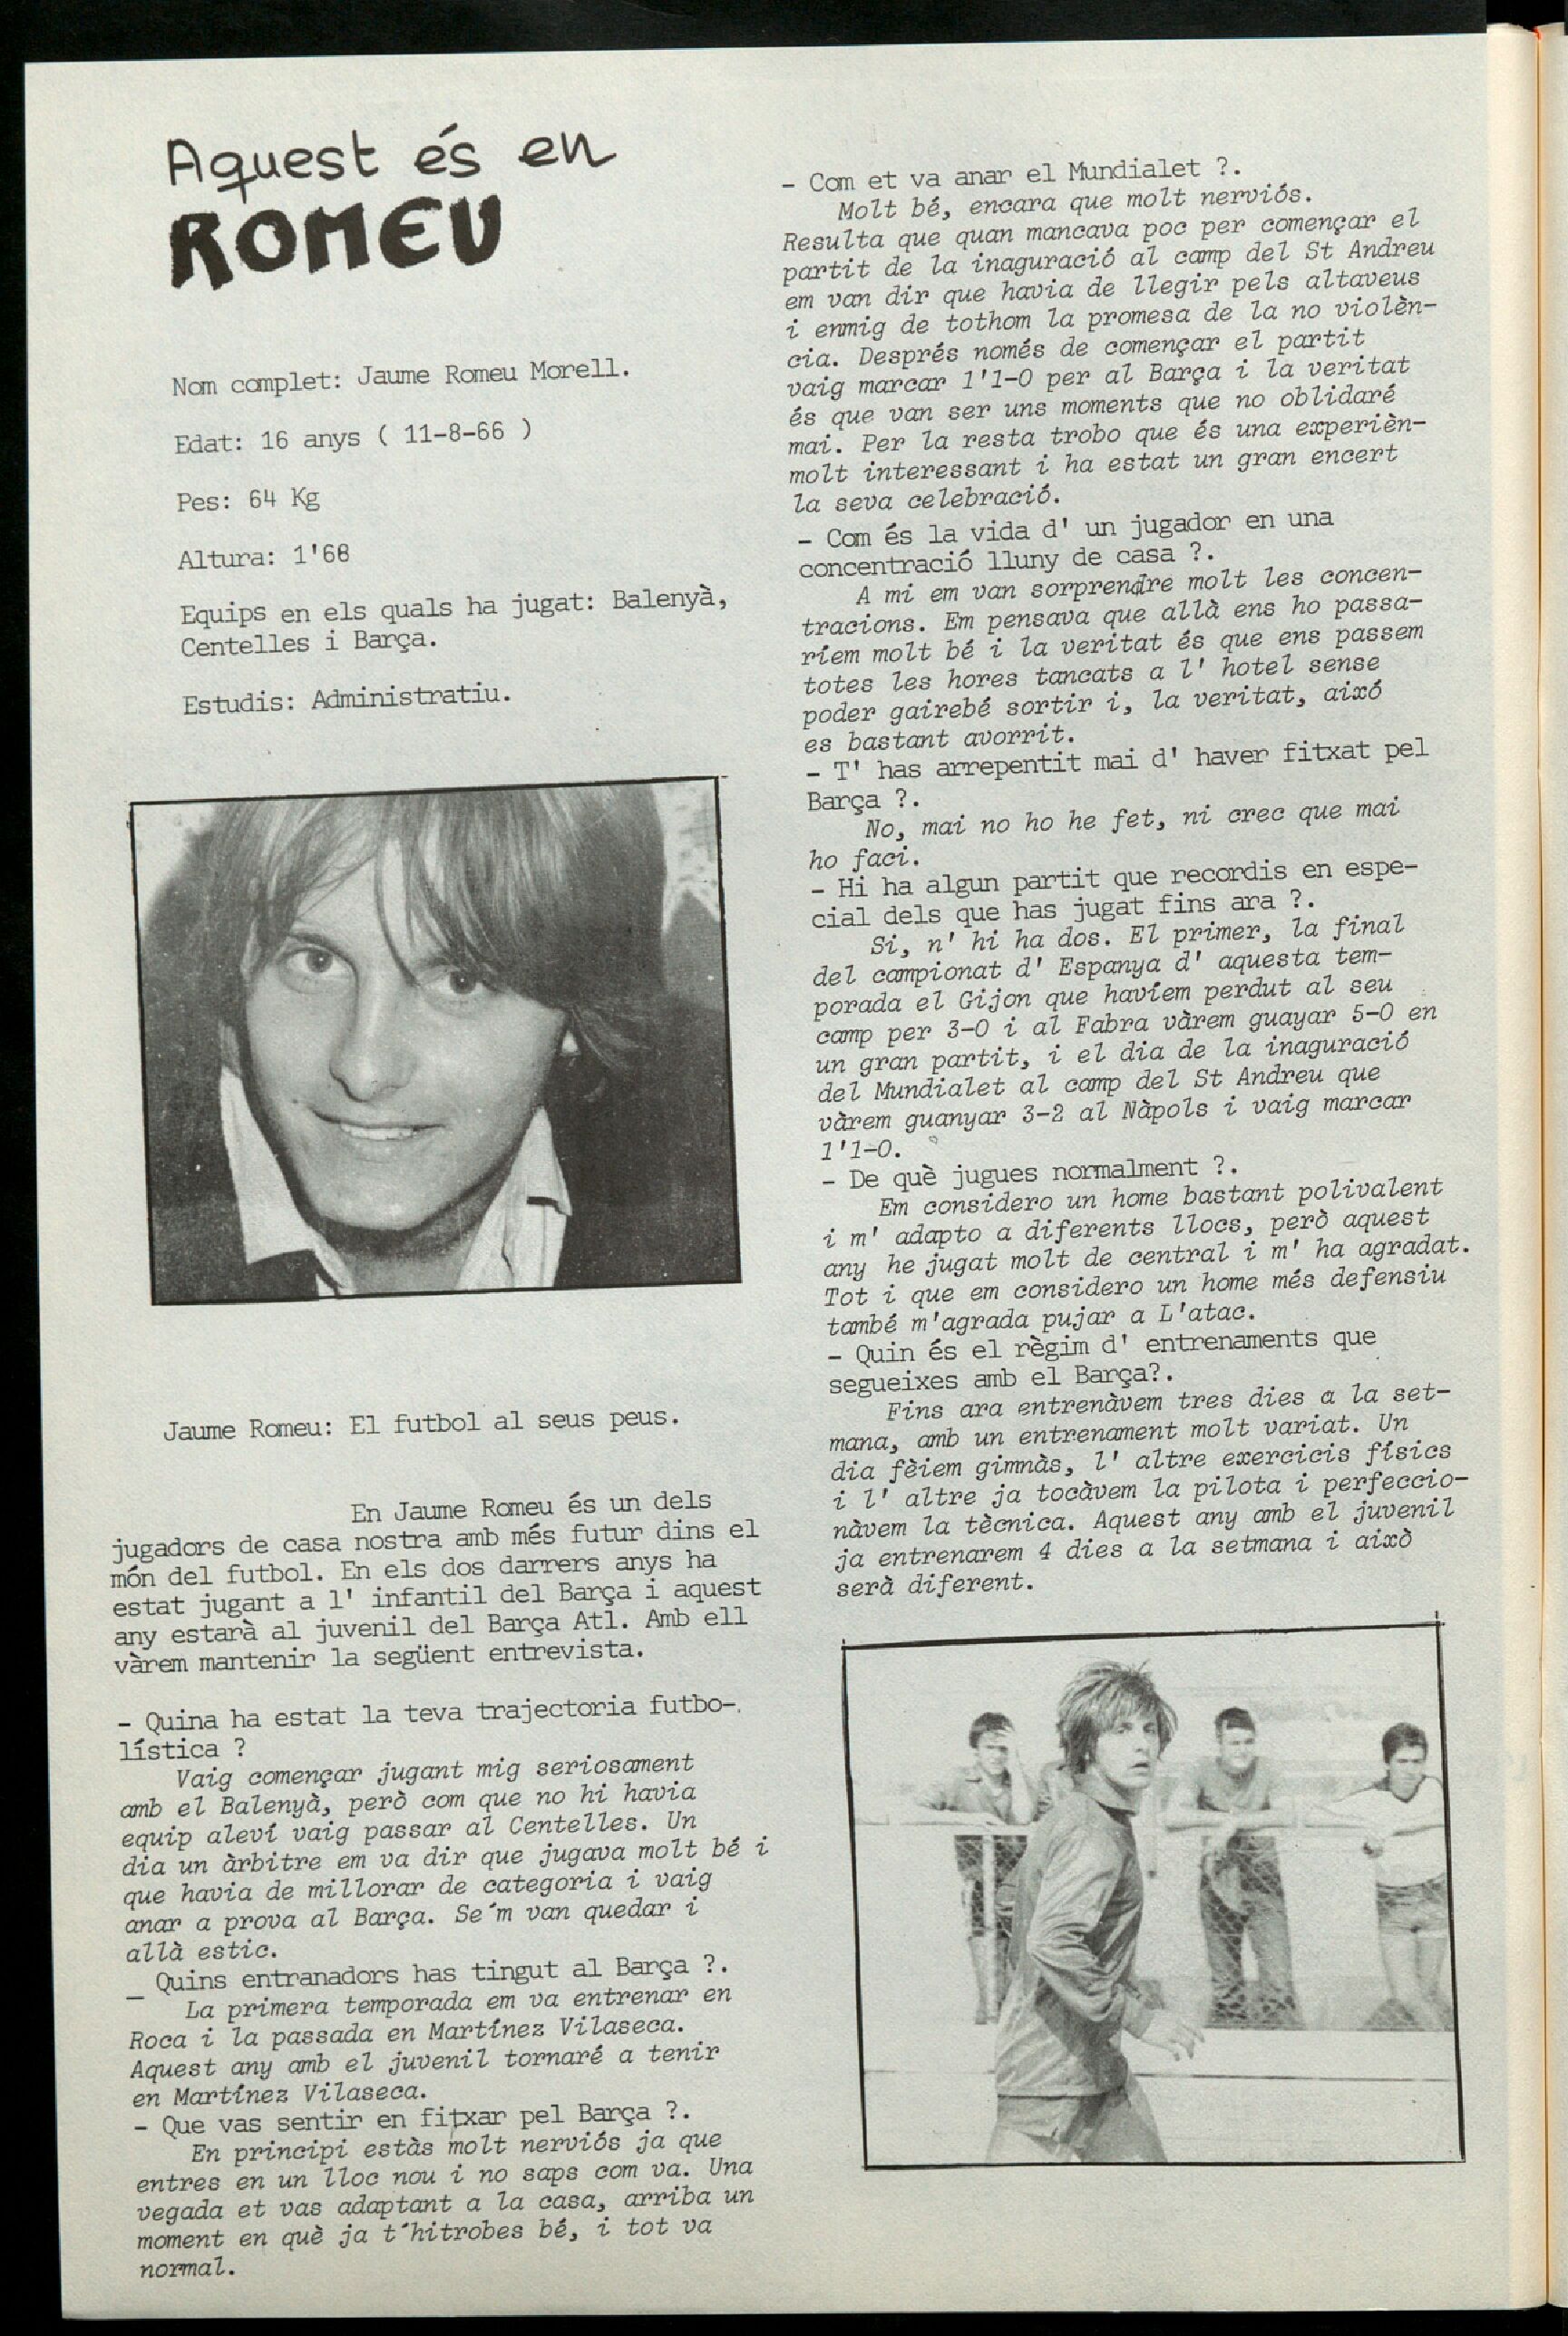 Aquest és en
ROMEU
Nom complet: Jaume Romeu Morell.
Edat: 16 anys ( 11-8-66 )
Pes: 64 Kg
Altura: 1'68
Equips en els quals ha jugat: Balenyà,
Centelles i Barça.
Estudis: Administratiu.
Jaume Romeu: El futbol al seus peus.
En Jaume Romeu és un dels
jugadors de casa nostra amb més futur dins el
món del futbol. En els dos darrers anys ha
estat jugant a l' infantil del Barça i aquest
any estarà al juvenil del Barça Atl. Amb ell
vàrem mantenir la següent entrevista.
- Quina ha estat la teva trajectoria futbo-
lística ?
Vaig començar jugant mig seriosament
amb el Balenyà, però com que no hi havia
equip aleví vaig passar al Centelles. Un
dia un àrbitre em va dir que jugava molt bé i
que havia de millorar de categoria i vaig
anar a prova al Barça. Se´m van quedar i
allà estic.
_ Quins entranadors has tingut al Barça ?.
La primera temporada em va entrenar en
Roca i la passada en Martínez Vilaseca.
Aquest any amb el juvenil tornaré a tenir
en Martínez Vilaseca.
- Que vas sentir en fitxar pel Barça ?.
En principi estàs molt nerviós ja que
entres en un lloc nou i no saps com va. Una
vegada et vas adaptant a la casa, arriba un
moment en què ja t´hitrobes bé, i tot va
normal.
- Com et va anar el Mundialet ?.
Molt bé, encara que molt nerviós.
Resulta que quan mancava poc per començar el
partit de la inaguració al camp del St Andreu
em van dir que havia de llegir pels altaveus
i enmig de tothom la promesa de la no violèn-
cia. Després només de començar el partit
vaig marcar l'1-0 per al Barça i la veritat
és que van ser uns moments que no oblidaré
mai. Per la resta trobo que és una experièn-
molt interessant i ha estat un gran encert
la seva celebració.
- Com és la vida d' un jugador en una
concentració lluny de casa ?.
A mi em van sorprendre molt les concen-
tracions. Em pensava que allà ens ho passa-
ríem molt bé i la veritat és que ens passem
totes les hores tancats a l' hotel sense
poder gairebé sortir i, la veritat, aixó
es bastant avorrit.
- T' has arrepentit mai d' haver fitxat pel
Barça ?.
No, mai no ho he fet, ni crec que mai
ho faci.
- Hi ha algun partit que recordis en espe-
cial dels que has jugat fins ara ?.
Si, n' hi ha dos. El primer, la final
del campionat d' Espanya d' aquesta tem-
porada el Gijon que havíem perdut al seu
camp per 3-0 i al Fabra vàrem guayar 5-0 en
un gran partit, i el dia de la inaguració
del Mundialet al camp del St Andreu que
vàrem guanyar 3-2 al Nàpols i vaig marcar
l'1-0.
- De què jugues normalment ?.
Em considero un home bastant polivalent
i m' adapto a diferents llocs, però aquest
any he jugat molt de central i m' ha agradat.
Tot i que em considero un home més defensiu
també m'agrada pujar a L'atac.
- Quin és el règim d' entrenaments que
segueixes amb el Barça?.
Fins ara entrenàvem tres dies a la set-
mana, amb un entrenament molt variat. Un
dia fèiem gimnàs, l' altre exercicis físics
i l' altre ja tocàvem la pilota i perfeccio-
nàvem la tècnica. Aquest any amb el juvenil
ja entrenarem 4 dies a la setmana i això
serà diferent.